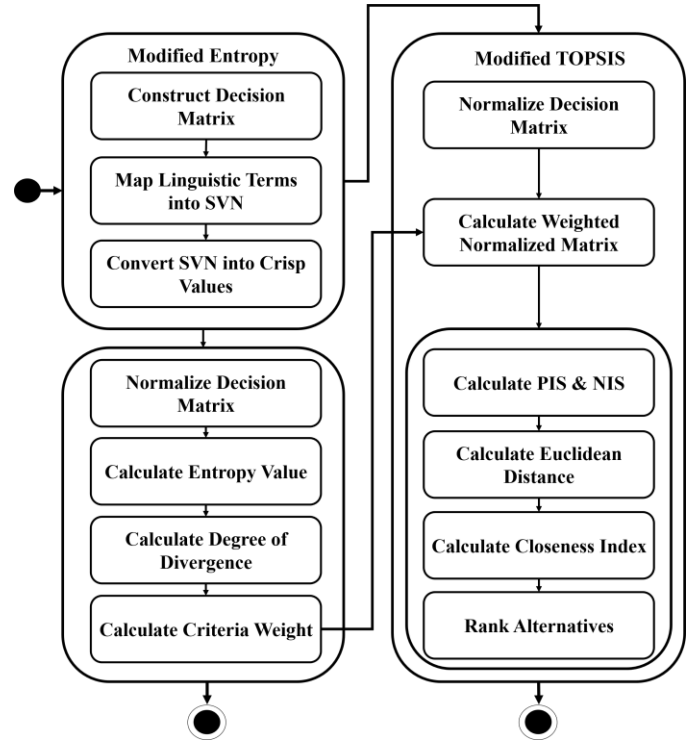 Modified Entropy
Construct Decision
Matrix
Map Linguistic Terms
into SVN
Convert SVN into Crisp
Values
Normalize Decision
Matrix
Calculate Entropy Value
Calculate Degree of
Divergence
Calculate Criteria Weight
Modified TOPSIS
Normalize Decision
Matrix
Calculate Weighted
Normalized Matrix
Calculate PIS & NIS
Calculate Euclidean
Distance
Calculate Closeness Index
Rank Alternatives